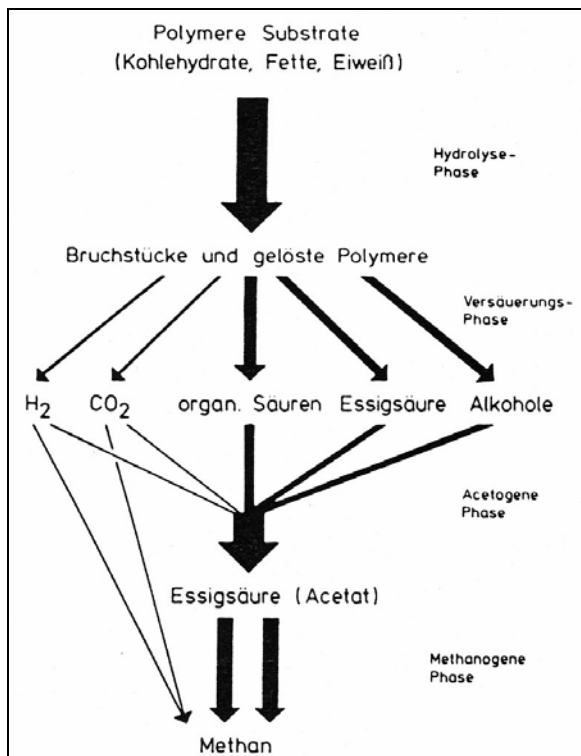 Polymere Substrate
(Kohlehydrate, Fette, Eiweiß)
Hydrolyse-
Phase
Bruchstücke und gelöste Polymere
Versäuerungs-
Phase
H2 CO2 organ. Säuren Essigsäure Alkohole
Acetogene
Phase
Essigsäure (Acetat)
Methanogene
Phase
Methan